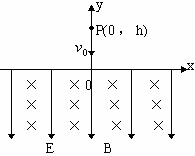 y
P(0 , h)
v₀
0
x
× × × ×
× × × ×
× × × ×
E B